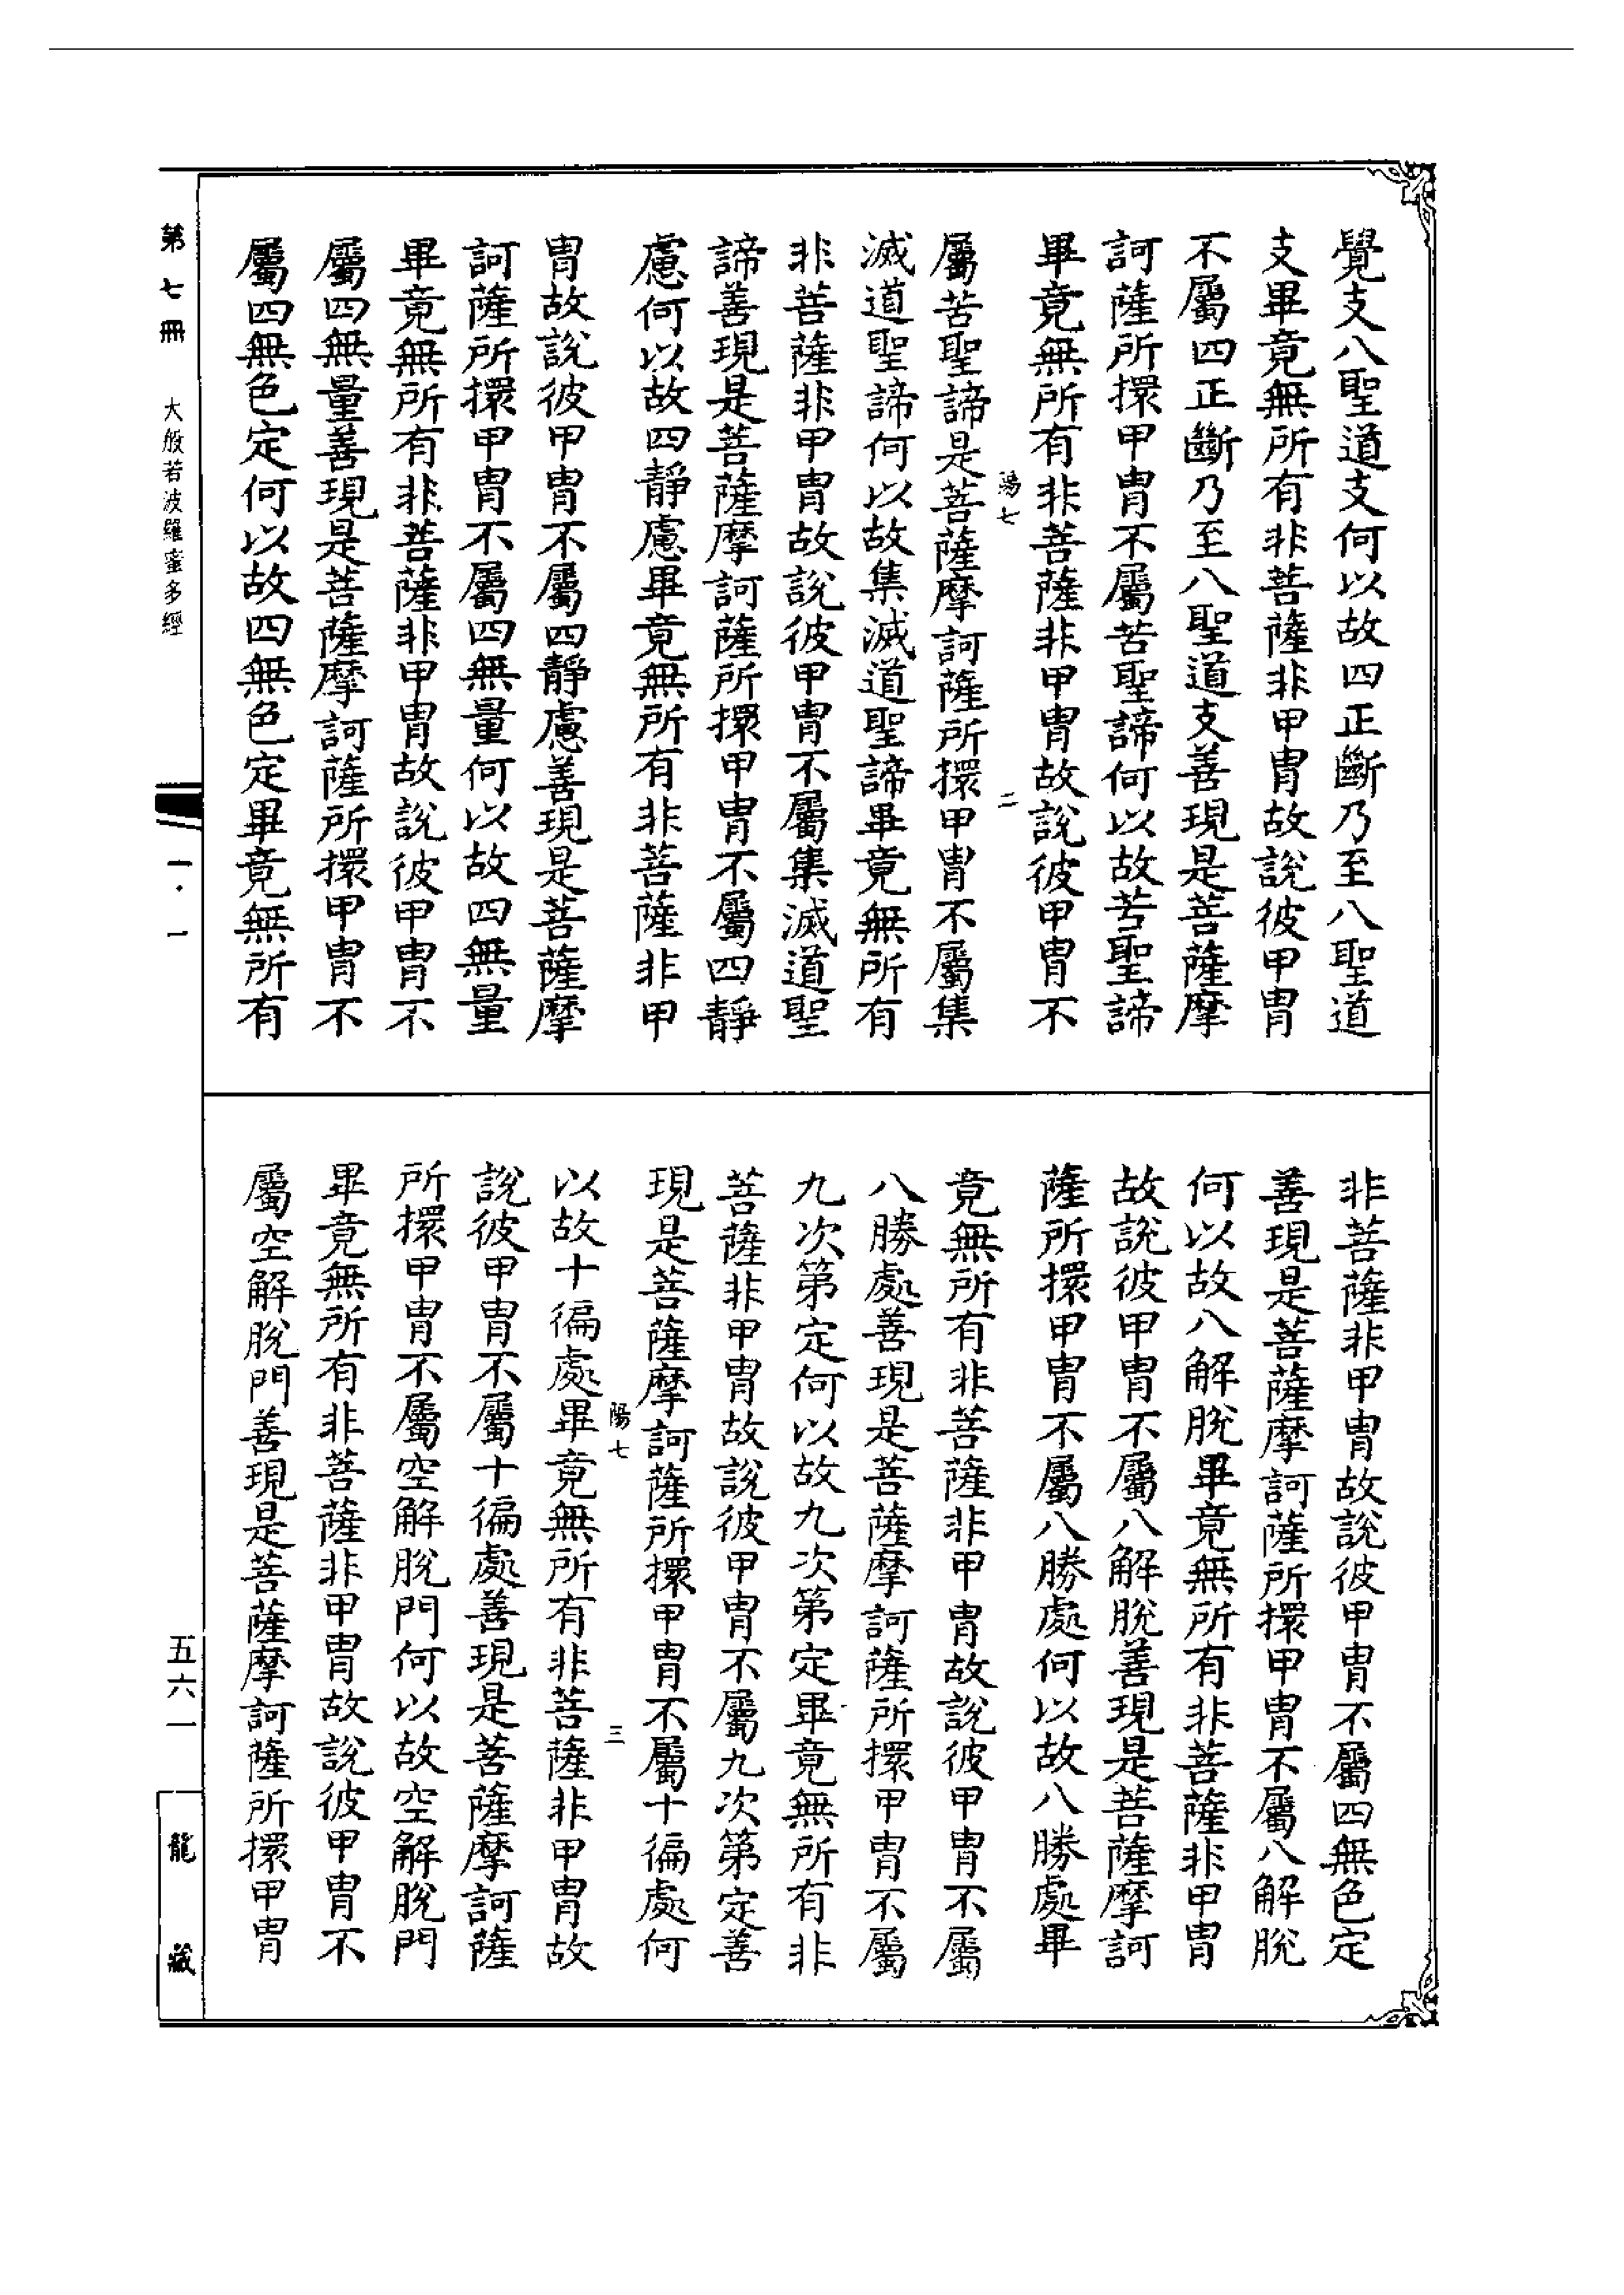 覺支八聖道支何以故四正斷乃至八聖道
支畢竟無所有非菩薩非甲冑故說彼甲冑
不屬四正斷乃至八聖道支善現是菩薩摩
訶薩所擐甲冑不屬苦聖諦何以故苦聖諦
畢竟無所有非菩薩非甲冑故說彼甲冑不
陽七 二
屬苦聖諦是菩薩摩訶薩所擐甲冑不屬集
滅道聖諦何以故集滅道聖諦畢竟無所有
非菩薩非甲冑故說彼甲冑不屬集滅道聖
諦善現是菩薩摩訶薩所擐甲冑不屬四靜
慮何以故四靜慮畢竟無所有非菩薩非甲
冑故說彼甲冑不屬四靜慮善現是菩薩摩
訶薩所擐甲冑不屬四無量何以故四無量
畢竟無所有非菩薩非甲冑故說彼甲冑不
屬四無量善現是菩薩摩訶薩所擐甲冑不
屬四無色定何以故四無色定畢竟無所有
非菩薩非甲冑故說彼甲冑不屬四無色定
善現是菩薩摩訶薩所擐甲冑不屬八解脫
何以故八解脫畢竟無所有非菩薩非甲冑
故說彼甲冑不屬八解脫善現是菩薩摩訶
薩所擐甲冑不屬八勝處何以故八勝處畢
竟無所有非菩薩非甲冑故說彼甲冑不屬
八勝處善現是菩薩摩訶薩所擐甲冑不屬
九次第定何以故九次第定畢竟無所有非
菩薩非甲冑故說彼甲冑不屬九次第定善
現是菩薩摩訶薩所擐甲冑不屬十徧處何
陽七 三
以故十徧處畢竟無所有非菩薩非甲冑故
說彼甲冑不屬十徧處善現是菩薩摩訶薩
所擐甲冑不屬空解脫門何以故空解脫門
畢竟無所有非菩薩非甲冑故說彼甲冑不
屬空解脫門善現是菩薩摩訶薩所擐甲冑
第七冊 大般若波羅蜜多經 一·一 五六一 龍藏